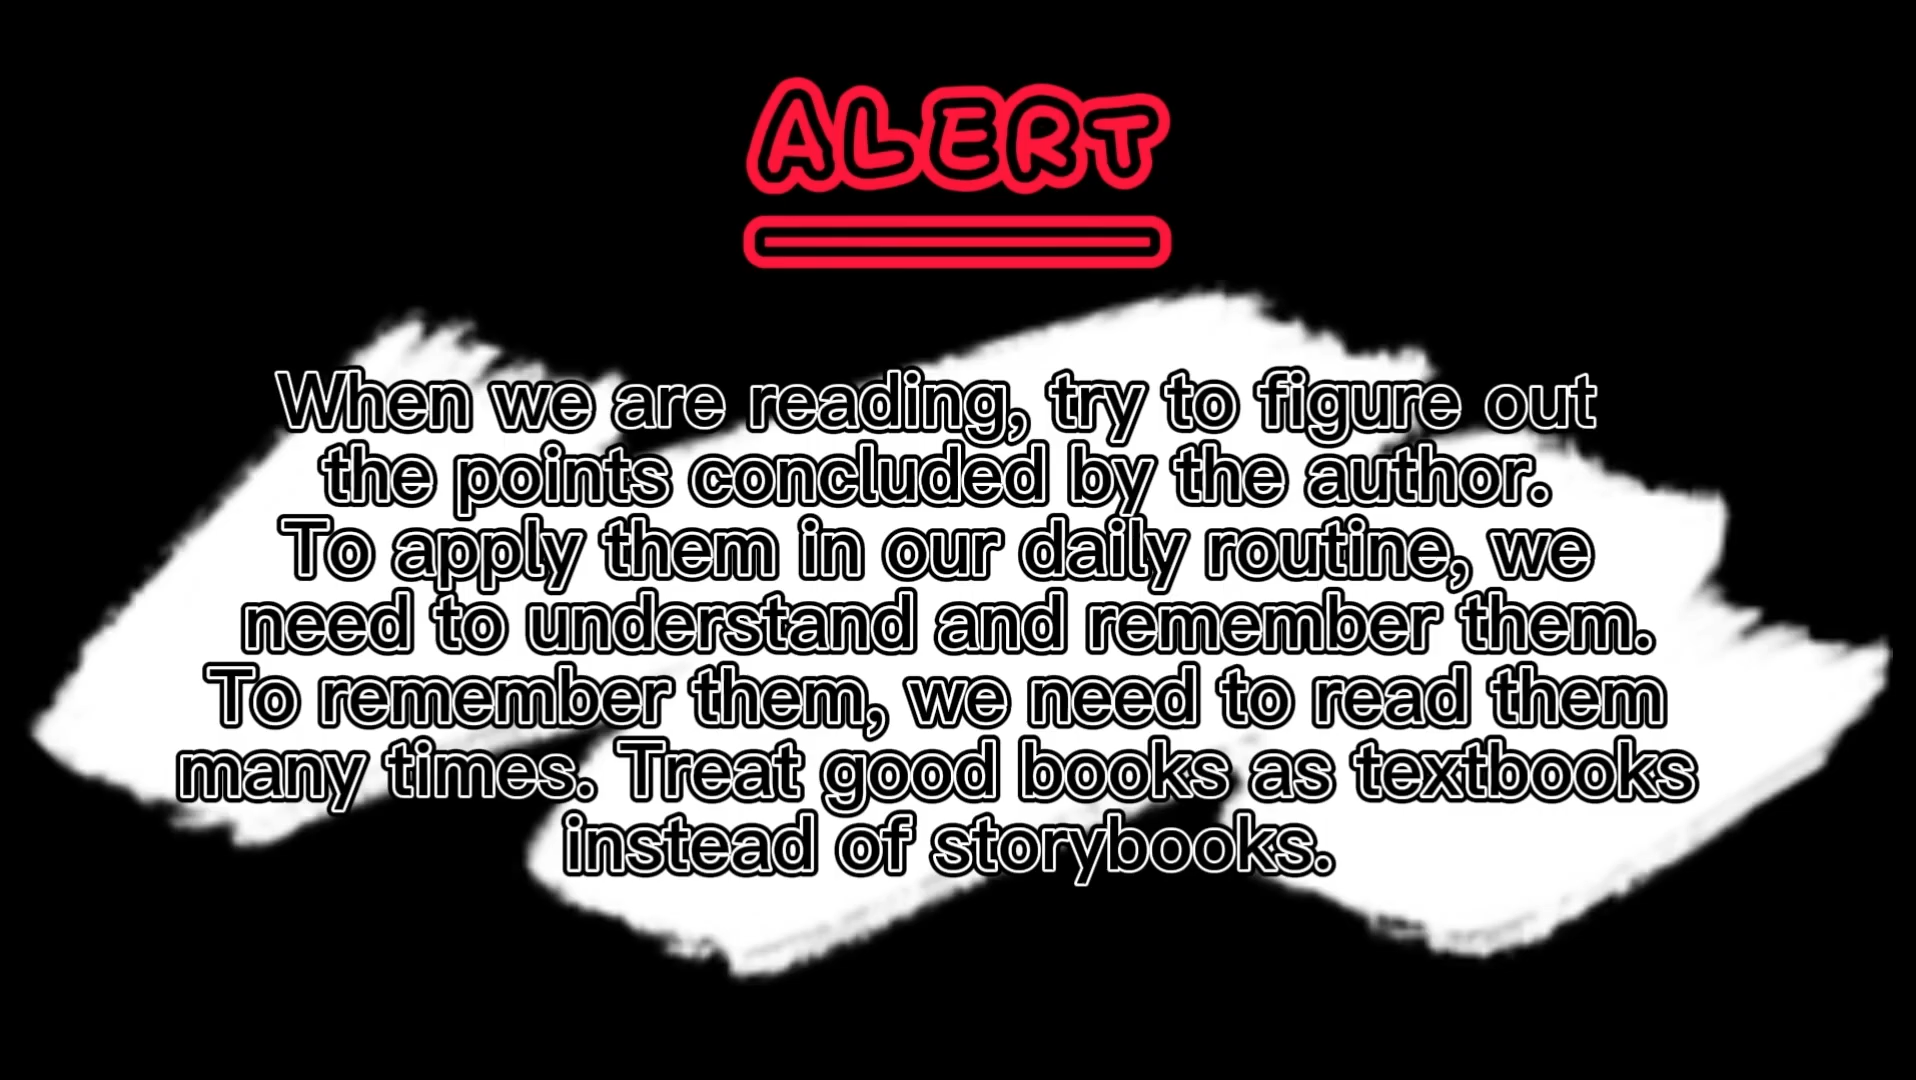 ALERT
When we are reading, try to figure out
the points concluded by the author.
To apply them in our daily routine, we
need to understand and remember them.
To remember them, we need to read them
many times. Treat good books as textbooks
instead of storybooks.